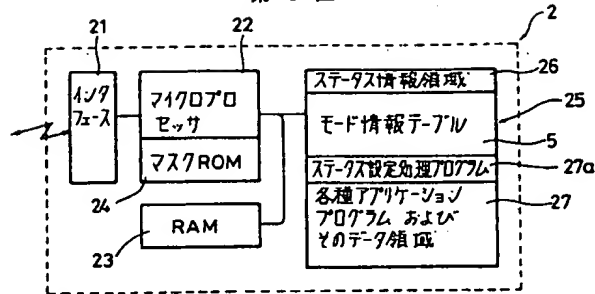 2
21
22
インタ
フェース
マイクロプロ
セッサ
マスクROM
24
RAM
23
ステータス情報領域
26
モード情報テーブル
25
5
ステータス設定処理プログラム
27a
各種アプリケーション
プログラム および
そのデータ領域
27